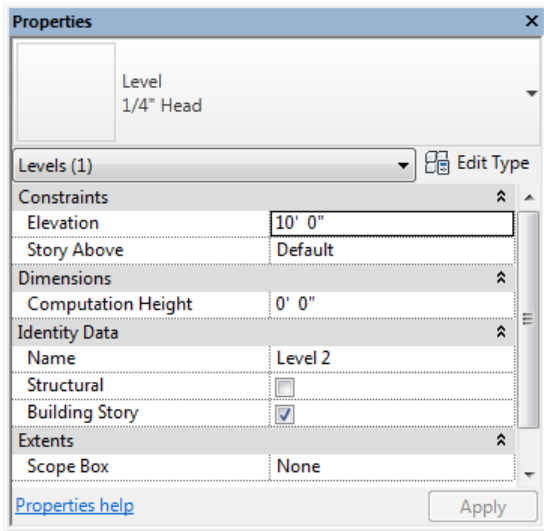 Properties
Level
1/4" Head
Levels (1)
Edit Type
Constraints
Elevation 10' 0"
Story Above Default
Dimensions
Computation Height 0' 0"
Identity Data
Name Level 2
Structural
Building Story
Extents
Scope Box None
Properties help Apply